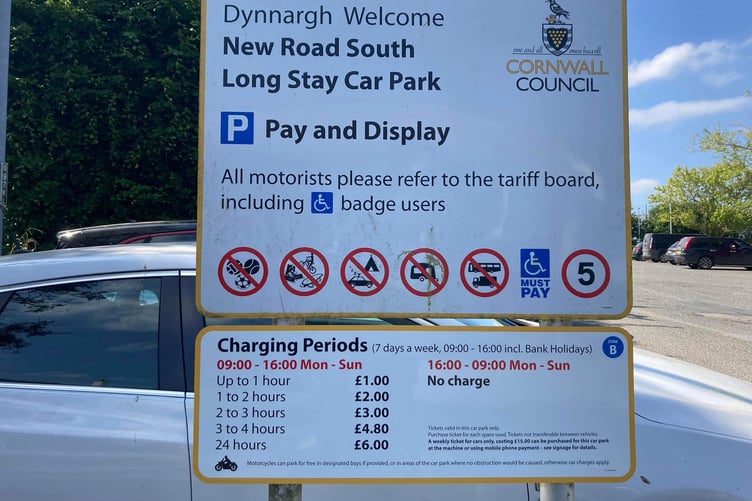 Dynnargh Welcome
New Road South
Long Stay Car Park
one and all onen hag oll
CORNWALL
COUNCIL
P Pay and Display
All motorists please refer to the tariff board,
including badge users
MUST
PAY
5
Charging Periods (7 days a week, 09:00 - 16:00 incl. Bank Holidays)
ZONE
B
09:00 - 16:00 Mon - Sun 16:00 - 09:00 Mon - Sun
Up to 1 hour £1.00 No charge
1 to 2 hours £2.00
2 to 3 hours £3.00
3 to 4 hours £4.80
24 hours £6.00
Tickets valid in this car park only.
Purchase ticket for each space used. Tickets not transferable between vehicles.
A weekly ticket for cars only, costing £15.00 can be purchased for this car park
at the machine or using mobile phone payment – see signage for details.
Motorcycles can park for free in designated bays if provided, or in areas of the car park where no obstruction would be caused, otherwise car charges apply.